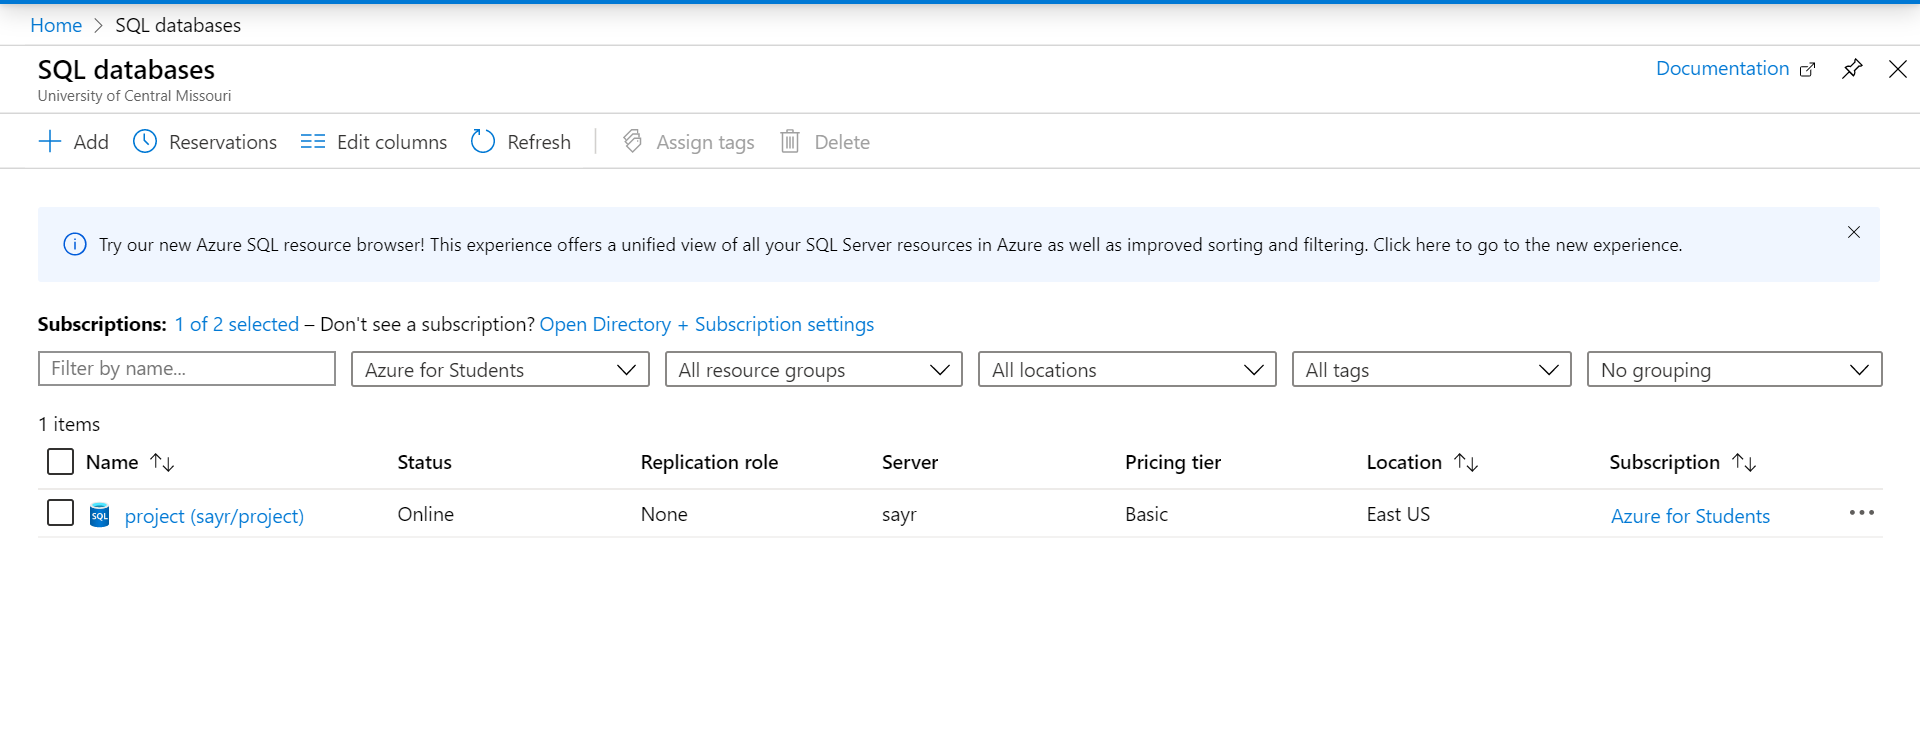 Home > SQL databases
SQL databases
Documentation
University of Central Missouri
Add Reservations Edit columns Refresh Assign tags Delete
Try our new Azure SQL resource browser! This experience offers a unified view of all your SQL Server resources in Azure as well as improved sorting and filtering. Click here to go to the new experience.
Subscriptions: 1 of 2 selected – Don't see a subscription? Open Directory + Subscription settings
Filter by name... Azure for Students All resource groups All locations All tags No grouping
1 items
Name Status Replication role Server Pricing tier Location Subscription
SQL project (sayr/project) Online None sayr Basic East US Azure for Students